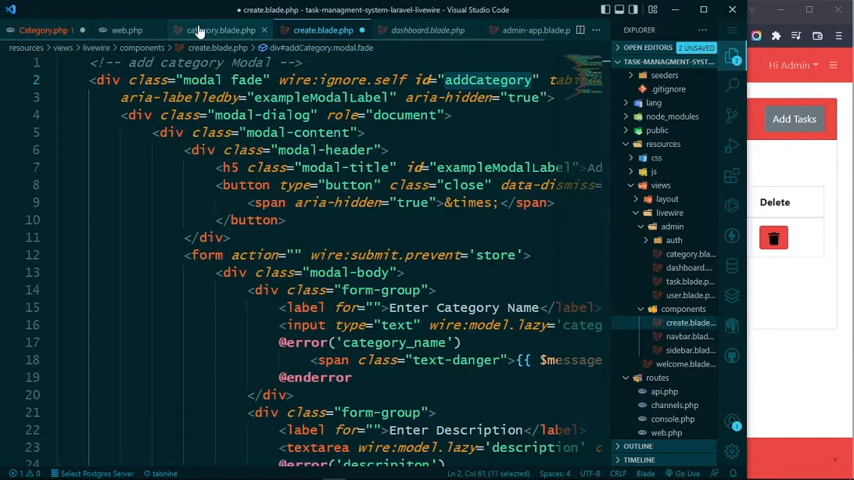 create.blade.php - task-managment-system-laravel-livewire - Visual Studio Code
Category.php 1
web.php
category.blade.php
create.blade.php
dashboard.blade.php
admin-app.blade.p
resources > views > livewire > components > create.blade.php > div#addCategory.modal.fade
1 <!-- add category Modal -->
2 <div class="modal fade" wire:ignore.self id="addCategory"
3 aria-labelledby="exampleModalLabel" aria-hidden="true">
4 <div class="modal-dialog" role="document">
5 <div class="modal-content">
6 <div class="modal-header">
7 <h5 class="modal-title" id="exampleModalLabel">Ad
8 <button type="button" class="close" data-dismiss=
9 <span aria-hidden="true">&times;</span>
10 </button>
11 </div>
12 <form action="" wire:submit.prevent='store'>
13 <div class="modal-body">
14 <div class="form-group">
15 <label for="">Enter Category Name</label>
16 <input type="text" wire:model.lazy='categ
17 @error('category_name')
18 <span class="text-danger">{{ $message
19 @enderror
20 </div>
21 <div class="form-group">
22 <label for="">Enter Description</label>
23 <textarea wire:model.lazy='description' c
24 @error('descripiton')
EXPLORER
OPEN EDITORS 2 UNSAVED
TASK-MANAGMENT-SYSTEM...
seeders
.gitignore
lang
node_modules
public
resources
css
js
views
layout
livewire
admin
auth
category.bla...
dashboard....
task.blade.p...
user.blade.p...
components
create.blade...
navbar.blad...
sidebar.blad...
welcome.blade...
routes
api.php
channels.php
console.php
web.php
OUTLINE
TIMELINE
Hi Admin
Add Tasks
Delete
1 0 Select Postgres Server tabnine
Ln 2, Col 61 (11 selected) Spaces: 4 UTF-8 CRLF Blade Go Live